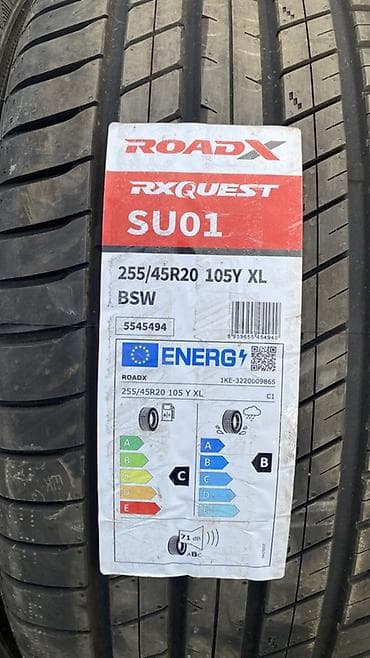 ROADX
RXQUEST
SU01
255/45R20 105Y XL
BSW
5545494
ENERG
ROADX 1KE-3220009865
255/45R20 105 Y XL C1
A A
B B B
C C C
D D
E E
71 dB
ABC